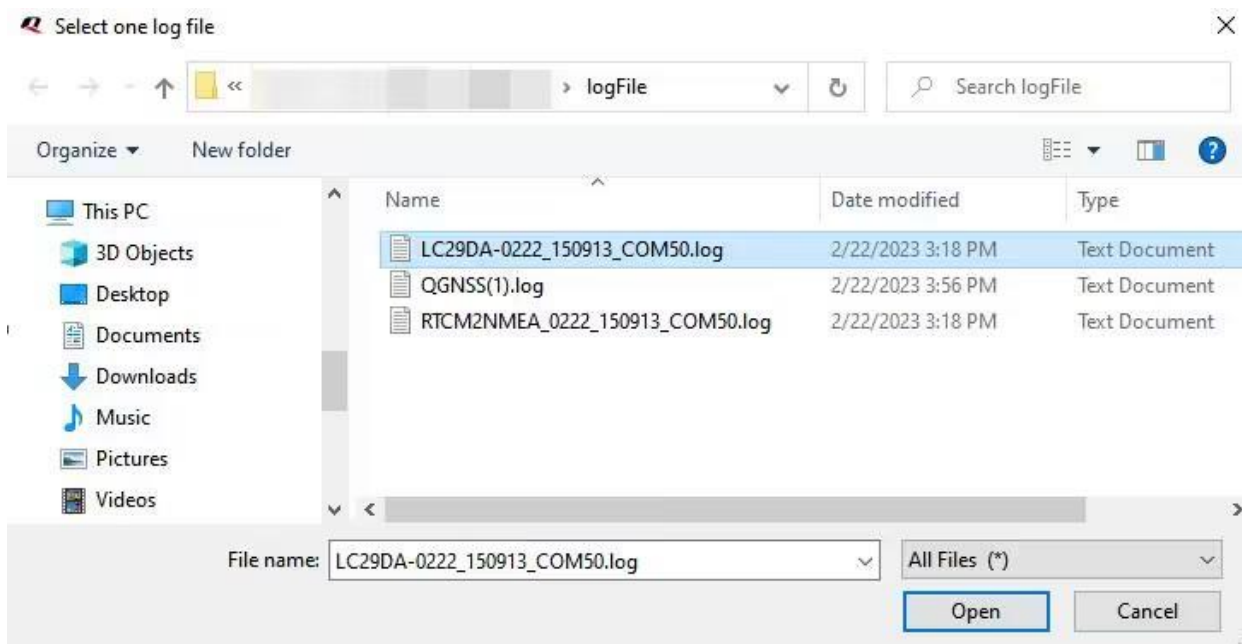 Select one log file
« › logFile
Search logFile
Organize
New folder
Name
Date modified
Type
This PC
3D Objects
Desktop
Documents
Downloads
Music
Pictures
Videos
LC29DA-0222_150913_COM50.log 2/22/2023 3:18 PM Text Document
QGNSS(1).log 2/22/2023 3:56 PM Text Document
RTCM2NMEA_0222_150913_COM50.log 2/22/2023 3:18 PM Text Document
File name: LC29DA-0222_150913_COM50.log
All Files (*)
Open
Cancel